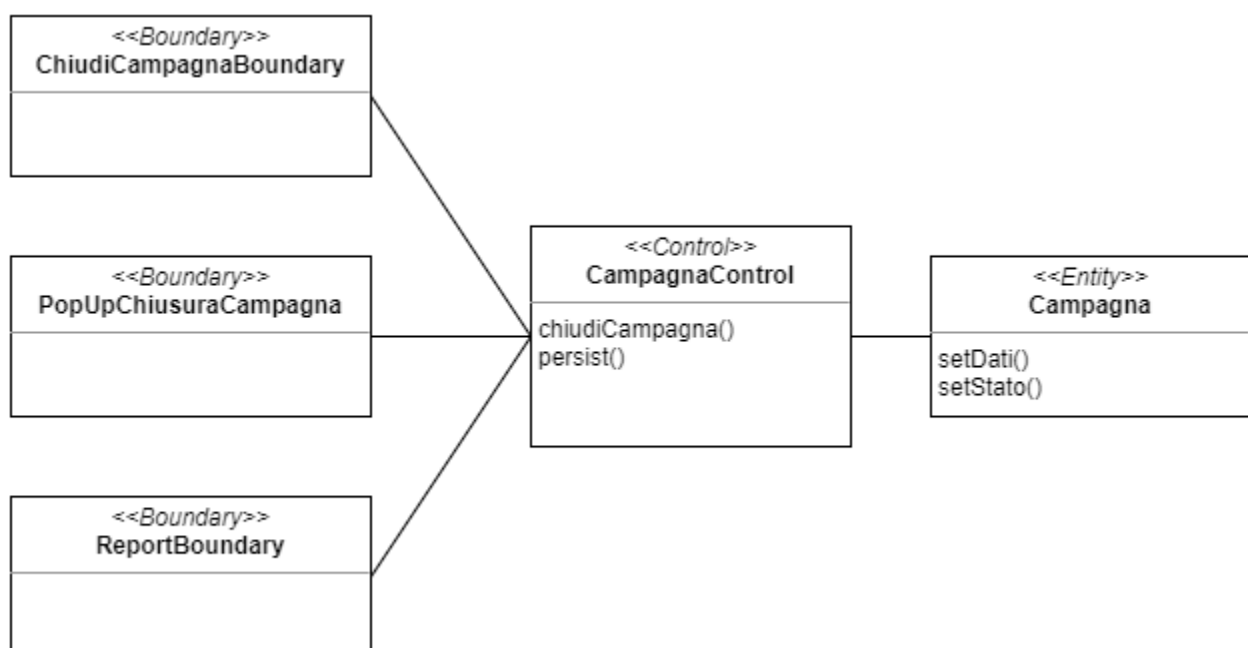 <<Boundary>>
ChiudiCampagnaBoundary
<<Boundary>>
PopUpChiusuraCampagna
<<Boundary>>
ReportBoundary
<<Control>>
CampagnaControl
chiudiCampagna()
persist()
<<Entity>>
Campagna
setDati()
setStato()